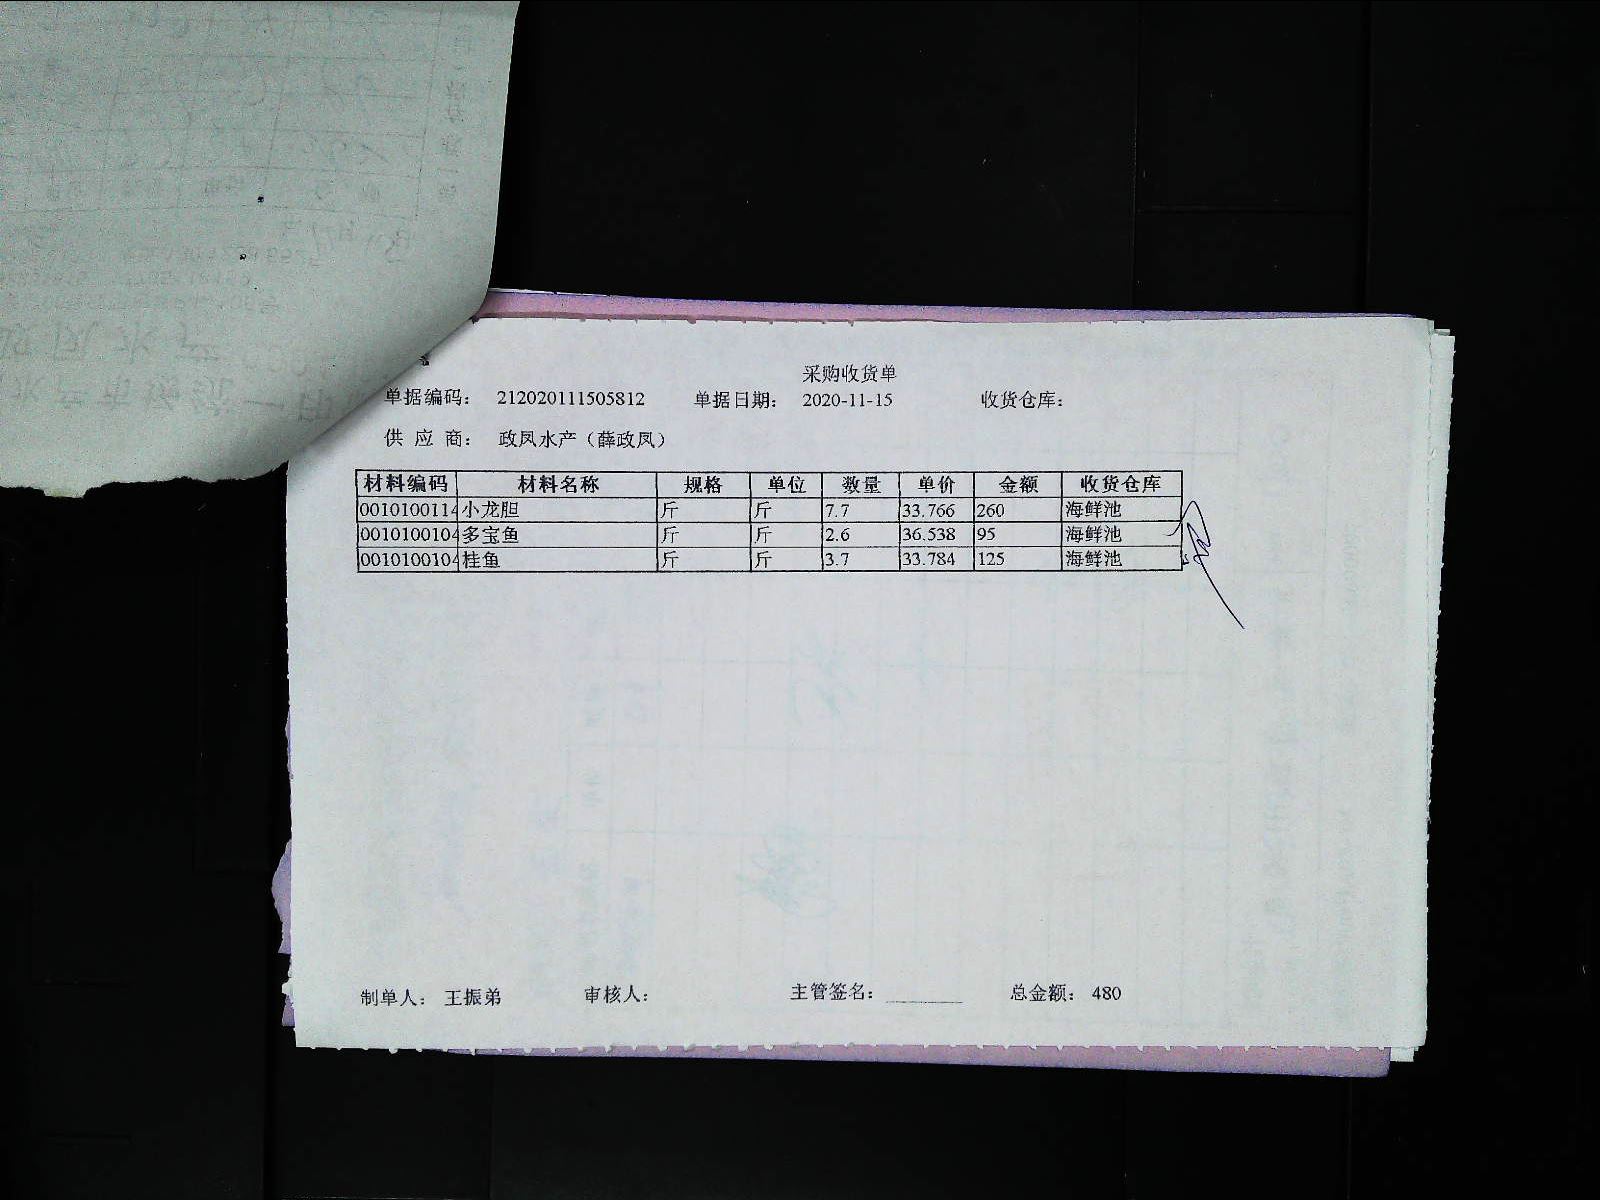 采购收货单
单据编码： 212020111505812 单据日期： 2020-11-15 收货仓库：
供 应 商： 政凤水产（薛政凤）
材料编码 材料名称 规格 单位 数量 单价 金额 收货仓库
0010100114 小龙胆 斤 斤 7.7 33.766 260 海鲜池
0010100104 多宝鱼 斤 斤 2.6 36.538 95 海鲜池
0010100104 桂鱼 斤 斤 3.7 33.784 125 海鲜池
制单人： 王振弟 审核人： 主管签名： 总金额： 480